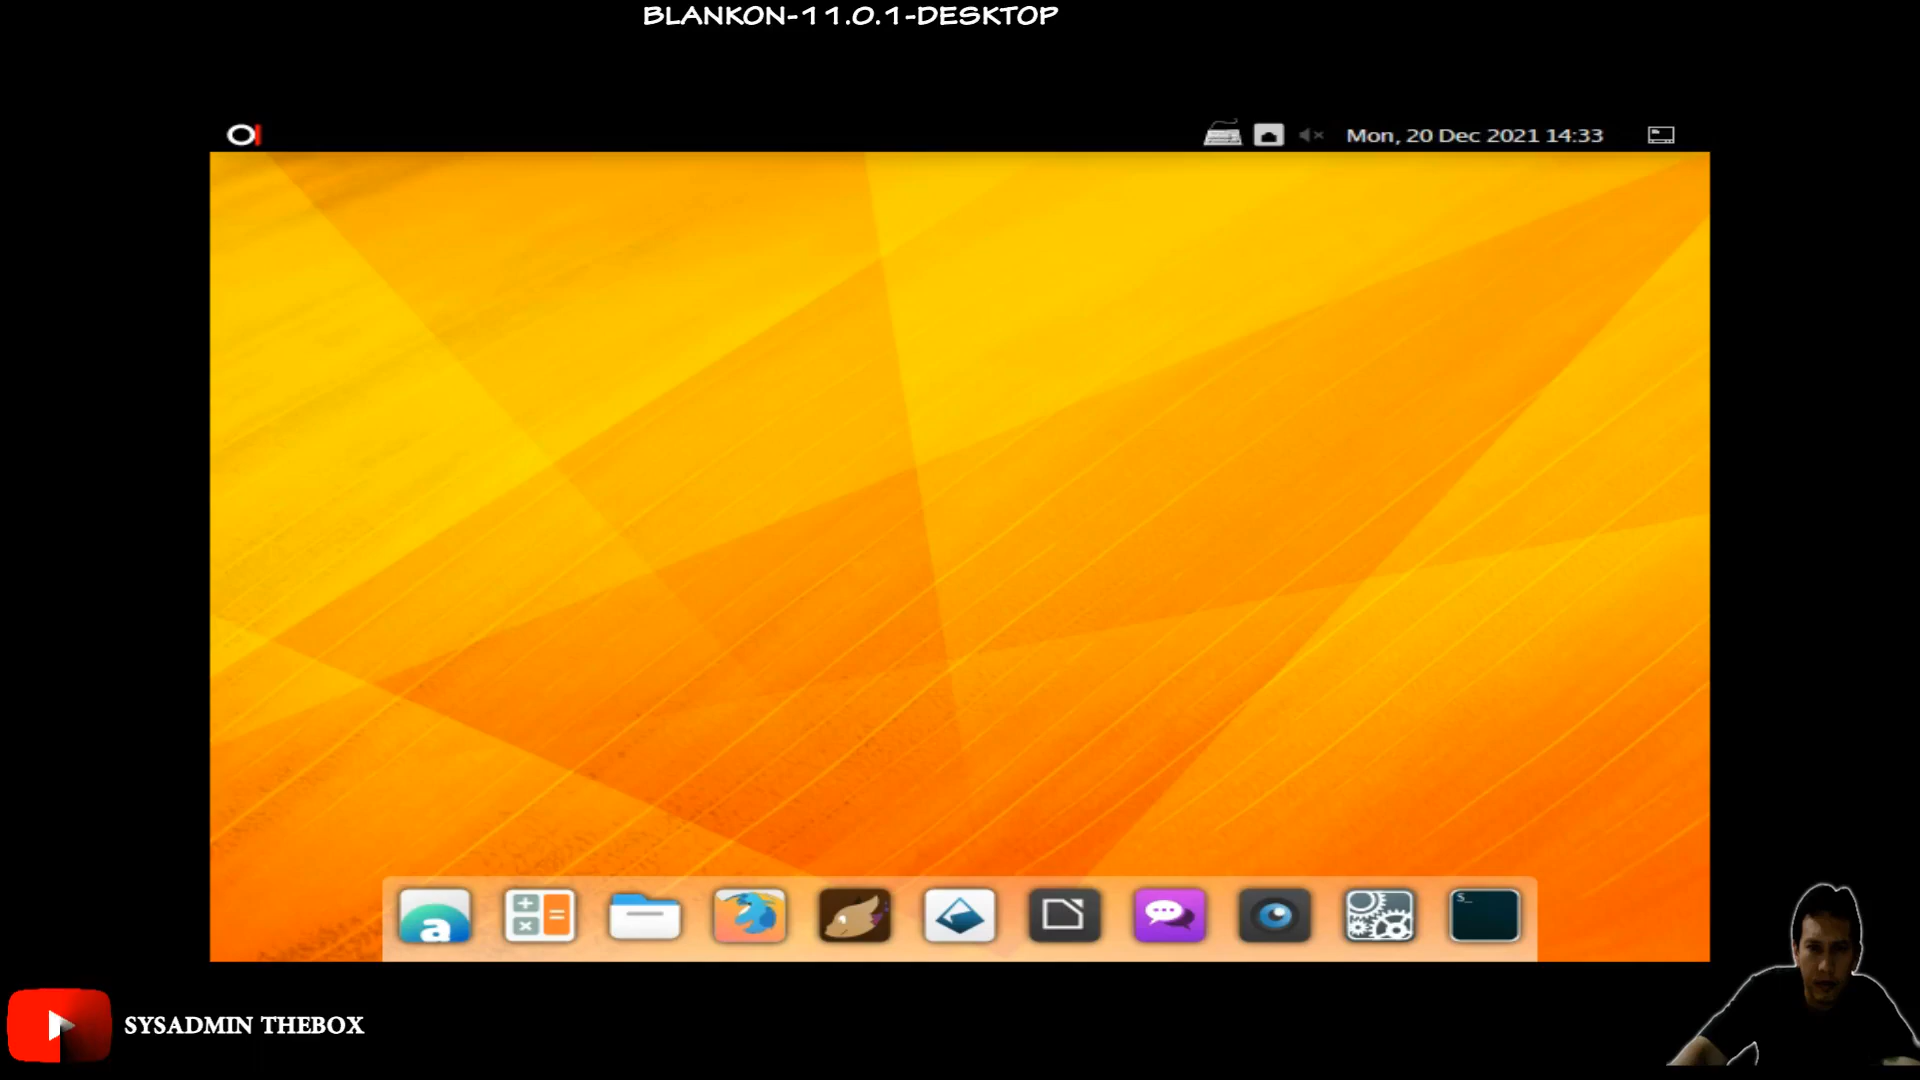 BLANKON-11.0.1-DESKTOP
Mon, 20 Dec 2021 14:33
a
$_
SYSADMIN THEBOX